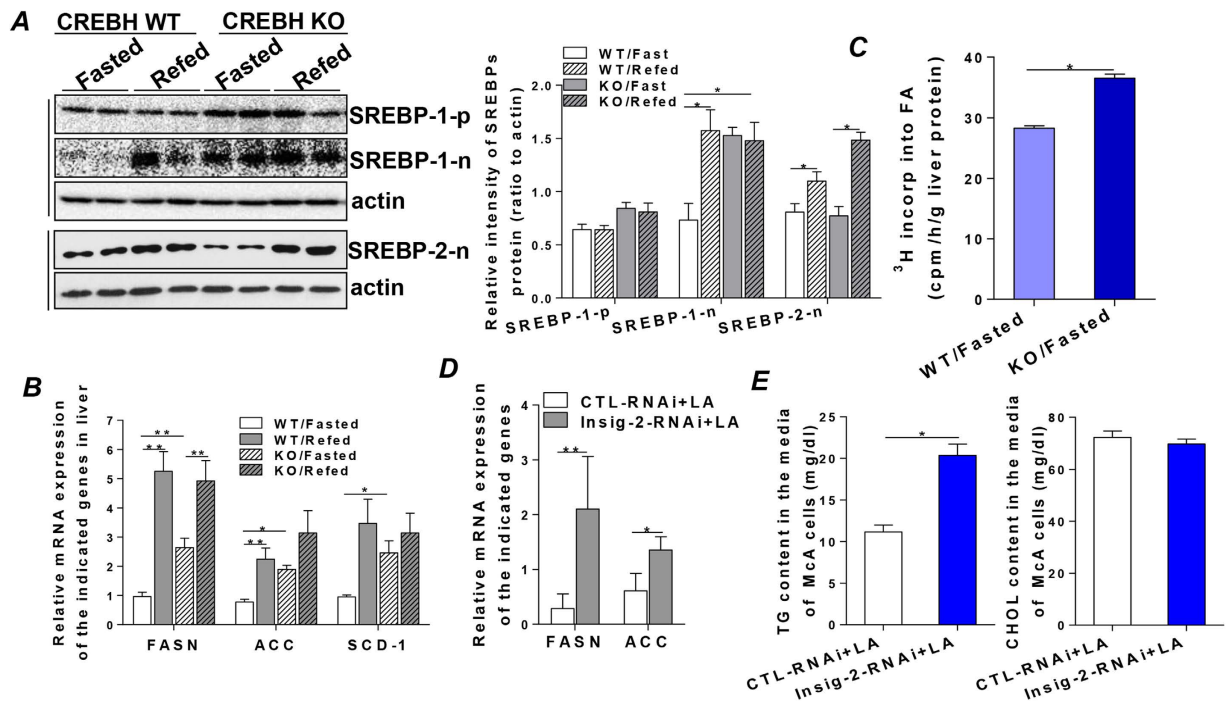 A
CREBH WT CREBH KO
Fasted Refed Fasted Refed
SREBP-1-p
SREBP-1-n
actin
SREBP-2-n
actin
Relative intensity of SREBPs
protein (ratio to actin)
2.0
1.5
1.0
0.5
0.0
WT/Fast
WT/Refed
KO/Fast
KO/Refed
* * * *
SREBP-1-p SREBP-1-n SREBP-2-n
C
³H incorp into FA
(cpm/h/g liver protein)
40
30
20
10
0
*
WT/Fasted KO/Fasted
B
Relative mRNA expression
of the indicated genes in liver
7
6
5
4
3
2
1
0
WT/Fasted
WT/Refed
KO/Fasted
KO/Refed
** ** ** * ** *
FASN ACC SCD-1
D
Relative mRNA expression
of the indicated genes
4
3
2
1
0
CTL-RNAi+LA
Insig-2-RNAi+LA
** *
FASN ACC
E
TG content in the media
of McA cells (mg/dl)
25
20
15
10
5
0
*
CTL-RNAi+LA
Insig-2-RNAi+LA
CHOL content in the media
of McA cells (mg/dl)
80
60
40
20
0
CTL-RNAi+LA
Insig-2-RNAi+LA